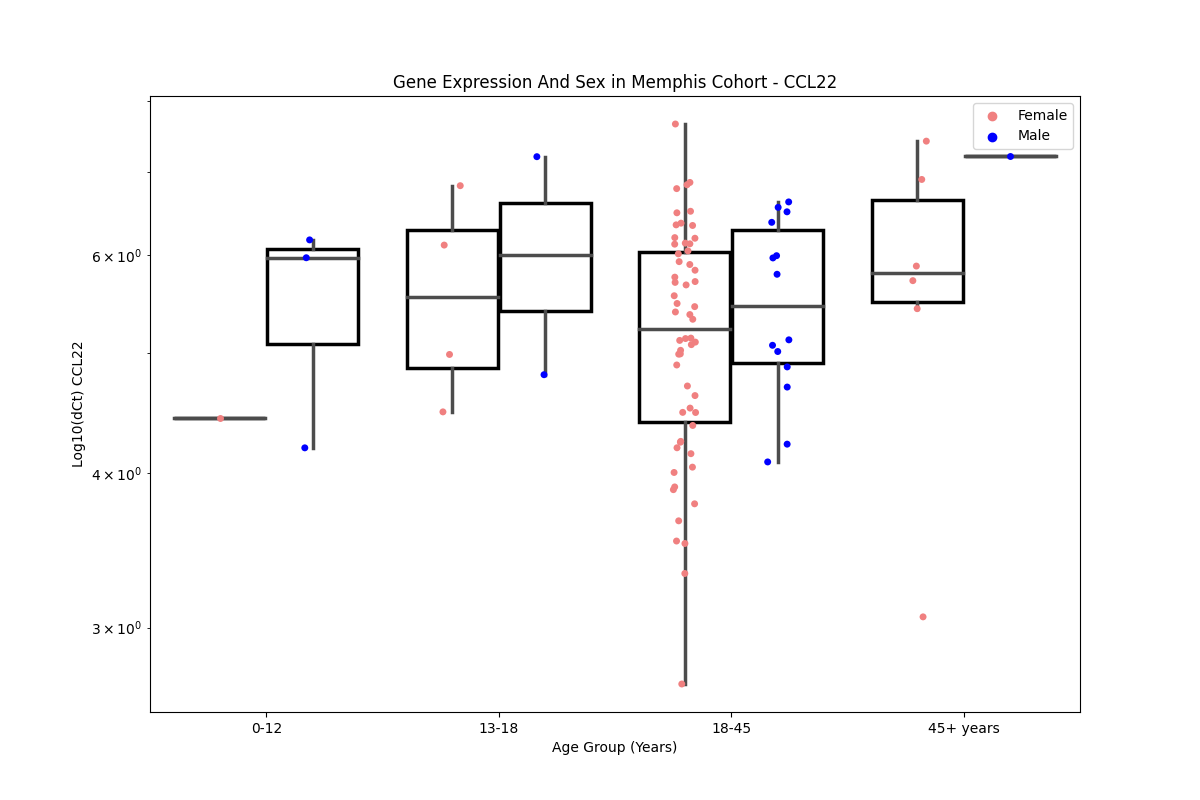 Gene Expression And Sex in Memphis Cohort - CCL22
Female
Male
Log10(dCt) CCL22
6 × 10⁰
4 × 10⁰
3 × 10⁰
0-12
13-18
18-45
45+ years
Age Group (Years)